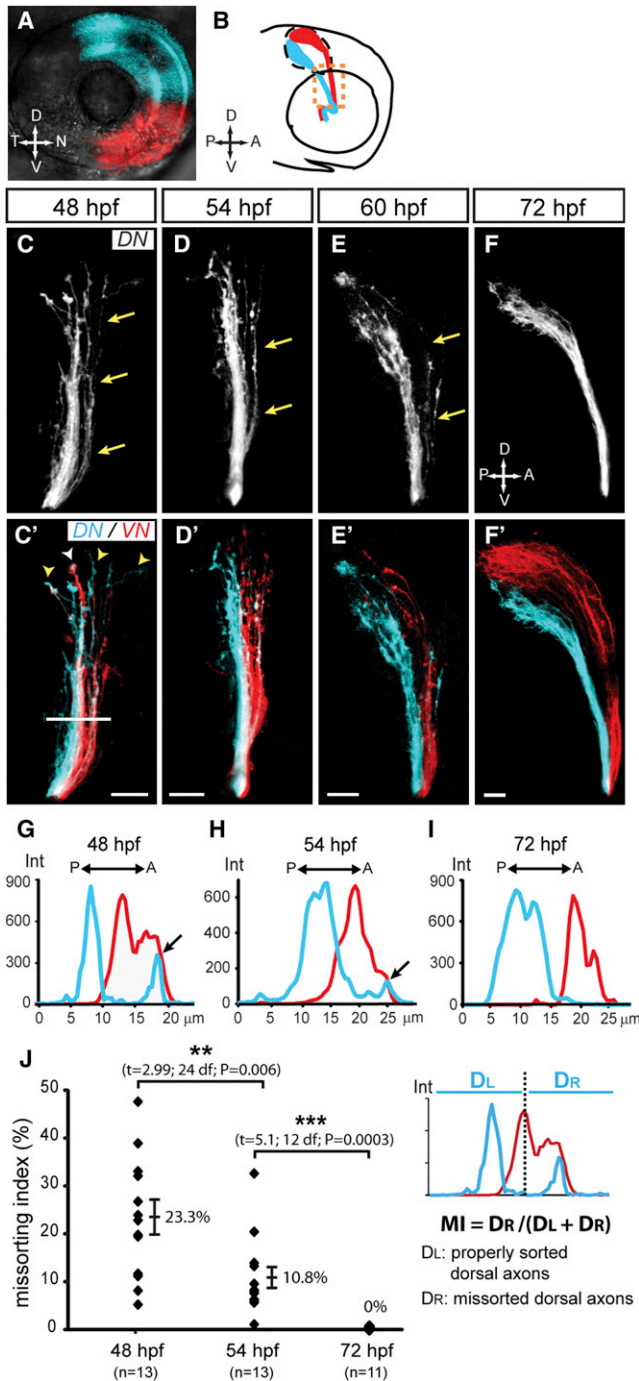 A
B
D
T N
V
D
P A
V
48 hpf
54 hpf
60 hpf
72 hpf
C
DN
D
E
F
D
P A
V
C'
DN / VN
D'
E'
F'
G
48 hpf
Int
P A
900
600
300
0
0 5 10 15 20 μm
H
54 hpf
Int
P A
600
400
200
0
0 5 10 15 20 25 μm
I
72 hpf
Int
P A
900
600
300
0
0 5 10 15 20 25 μm
J
missorting index (%)
50
40
30
20
10
0
**
(t=2.99; 24 df; P=0.006)
***
(t=5.1; 12 df; P=0.0003)
23.3%
10.8%
0%
48 hpf
(n=13)
54 hpf
(n=13)
72 hpf
(n=11)
Int
DL
DR
MI = DR /(DL + DR)
DL: properly sorted
dorsal axons
DR: missorted dorsal axons